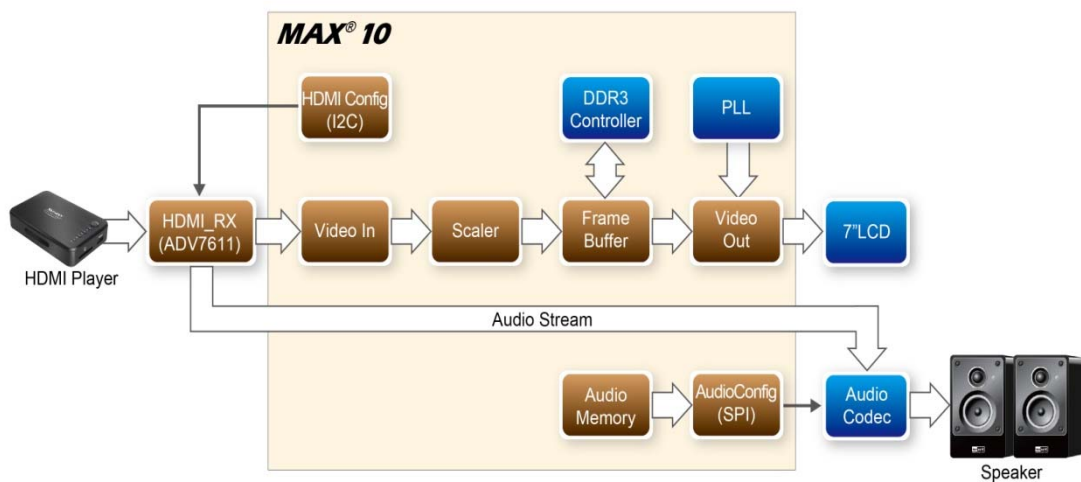 MAX® 10
HDMI Config
(I2C)
DDR3
Controller
PLL
HDMI Player
HDMI_RX
(ADV7611)
Video In
Scaler
Frame
Buffer
Video
Out
7”LCD
Audio Stream
Audio
Memory
AudioConfig
(SPI)
Audio
Codec
Speaker